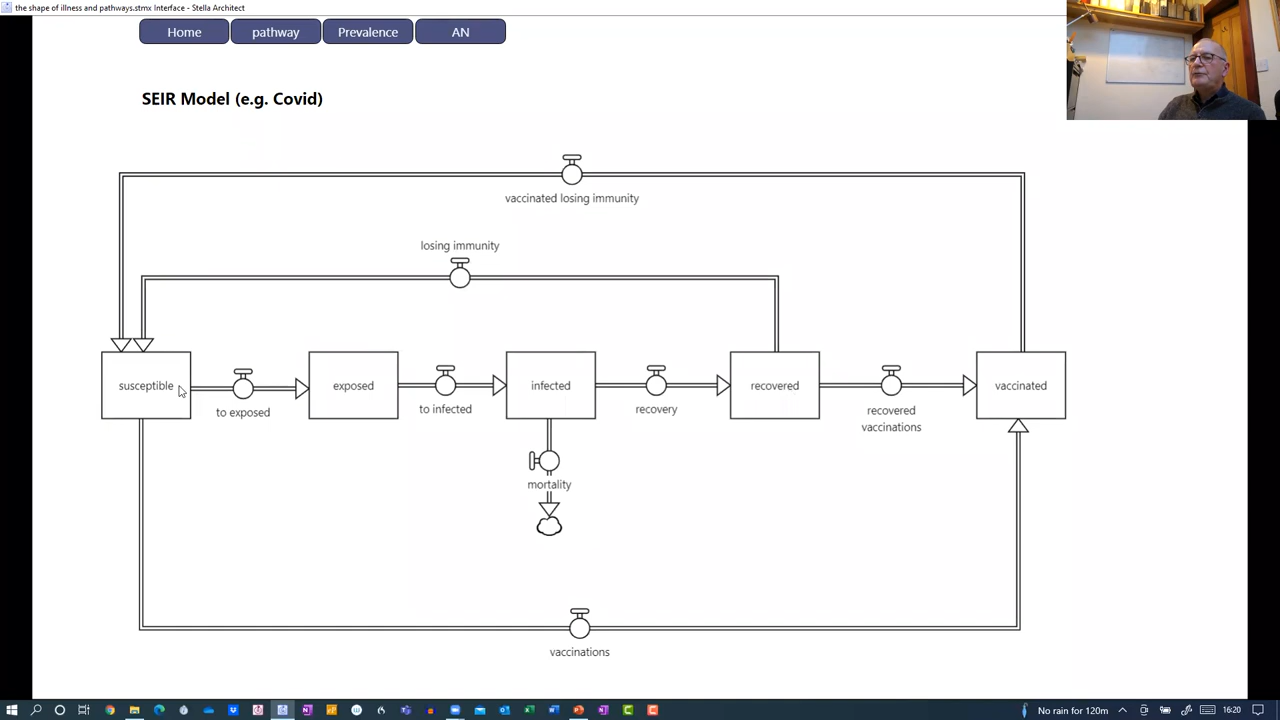 the shape of illness and pathways.stmx Interface - Stella Architect
Home
pathway
Prevalence
AN
SEIR Model (e.g. Covid)
vaccinated losing immunity
losing immunity
susceptible
to exposed
exposed
to infected
infected
recovery
recovered
recovered
vaccinations
vaccinated
mortality
vaccinations
No rain for 120m
16:20